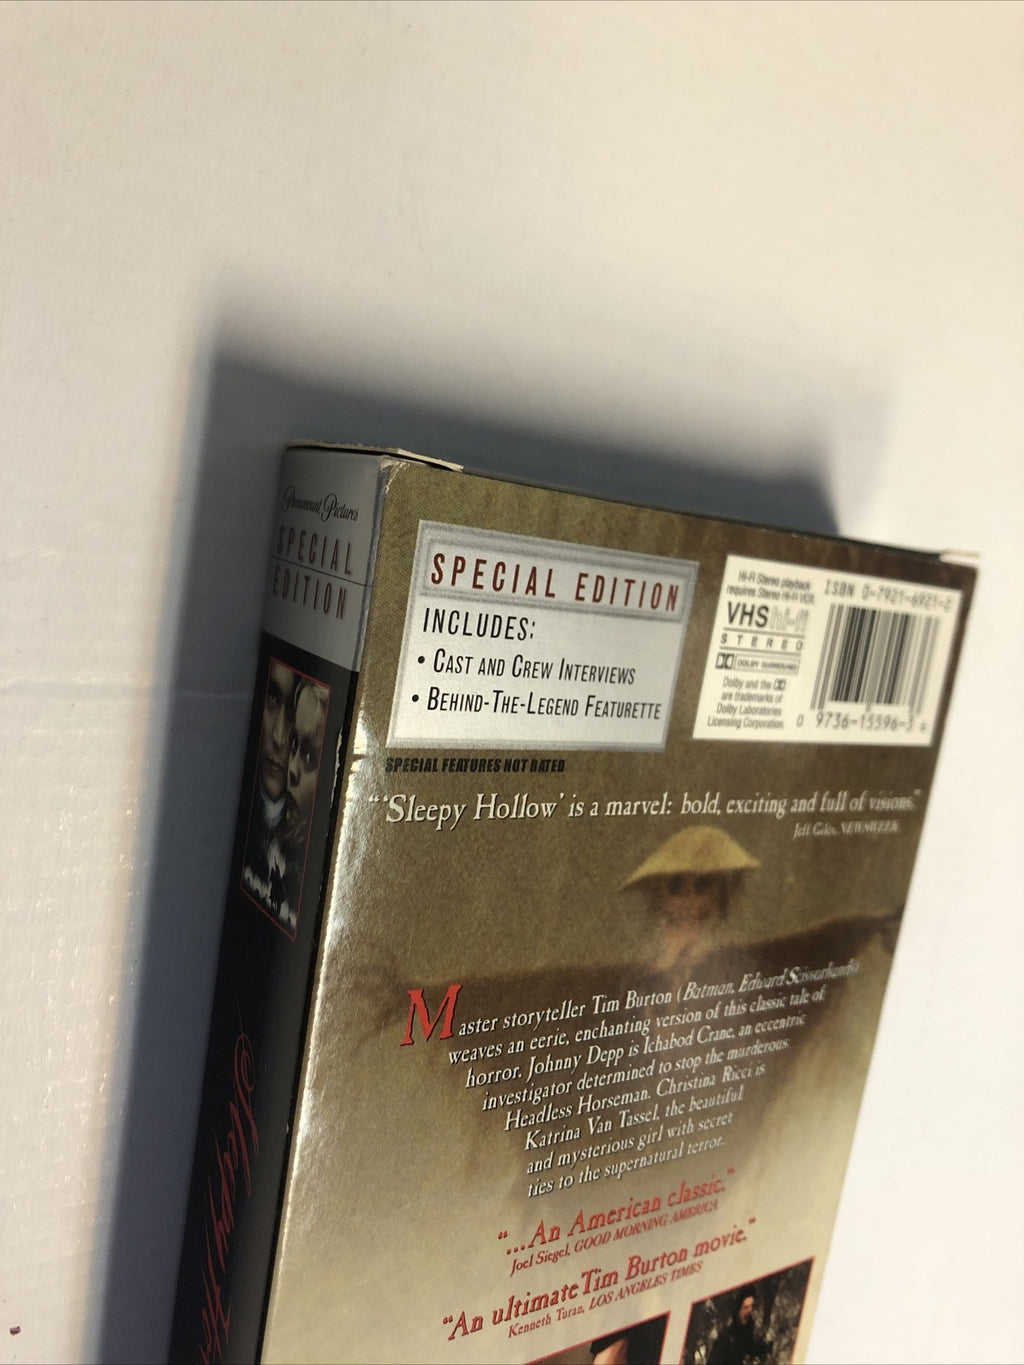 Paramount Pictures
SPECIAL
EDITION
SPECIAL EDITION
INCLUDES:
• CAST AND CREW INTERVIEWS
• BEHIND-THE-LEGEND FEATURETTE
SPECIAL FEATURES NOT RATED
Hi-Fi Stereo playback
requires Stereo Hi-Fi VCR.
VHS hi-fi
STEREO
DOLBY SURROUND
Dolby and the
are trademarks of
Dolby Laboratories
Licensing Corporation.
ISBN 0-7921-6921-2
0 9736-15596-3
"'Sleepy Hollow' is a marvel: bold, exciting and full of visions."
Jeff Giles, NEWSWEEK
Master storyteller Tim Burton (Batman, Edward Scissorhands)
weaves an eerie, enchanting version of this classic tale of
horror. Johnny Depp is Ichabod Crane, an eccentric
investigator determined to stop the murderous
Headless Horseman. Christina Ricci is
Katrina Van Tassel, the beautiful
and mysterious girl with secret
ties to the supernatural terror.
"...An American classic."
Joel Siegel, GOOD MORNING AMERICA
"An ultimate Tim Burton movie."
Kenneth Turan, LOS ANGELES TIMES